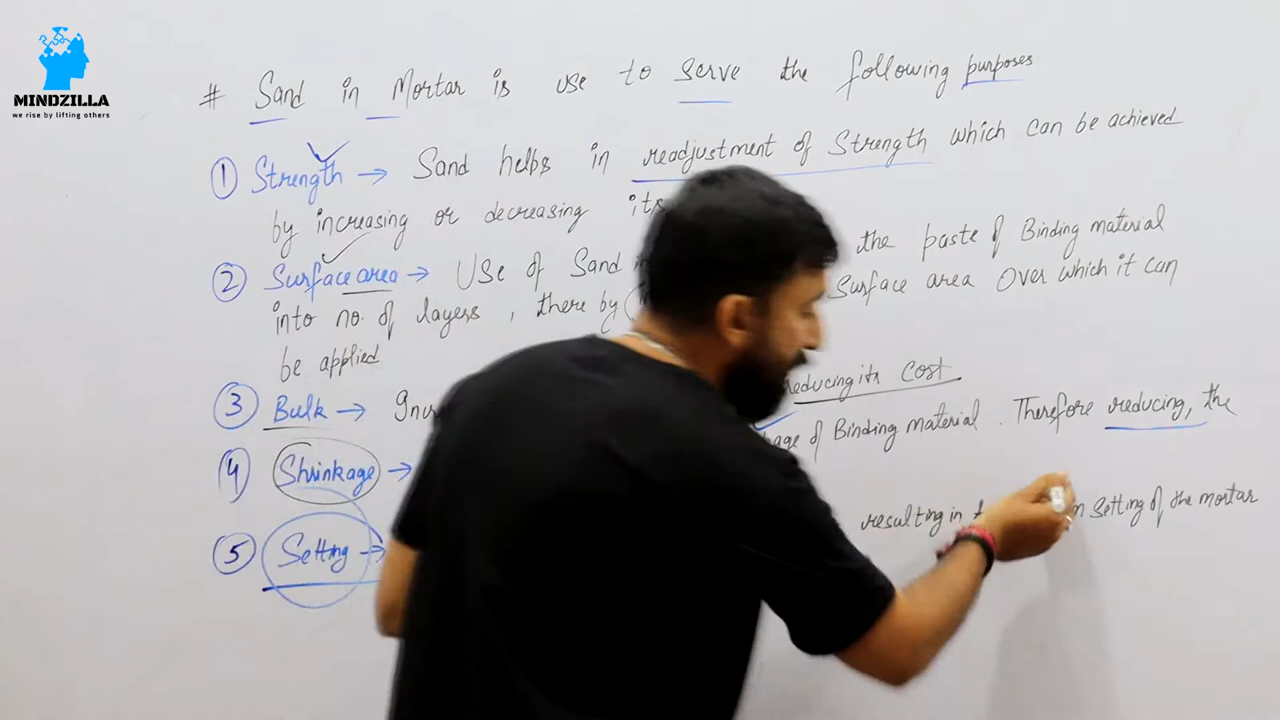 MINDZILLA
we rise by lifting others
# Sand in Mortar is use to serve the following purposes
① Strength → Sand helps in readjustment of Strength which can be achieved
by increasing or decreasing its
② Surface area → Use of Sand in the paste of Binding material
into no. of layers, there by Surface area Over which it can
be applied
③ Bulk → reducing its Cost
④ Shrinkage → of Binding material. Therefore reducing, the
⑤ Setting → resulting in setting of the mortar